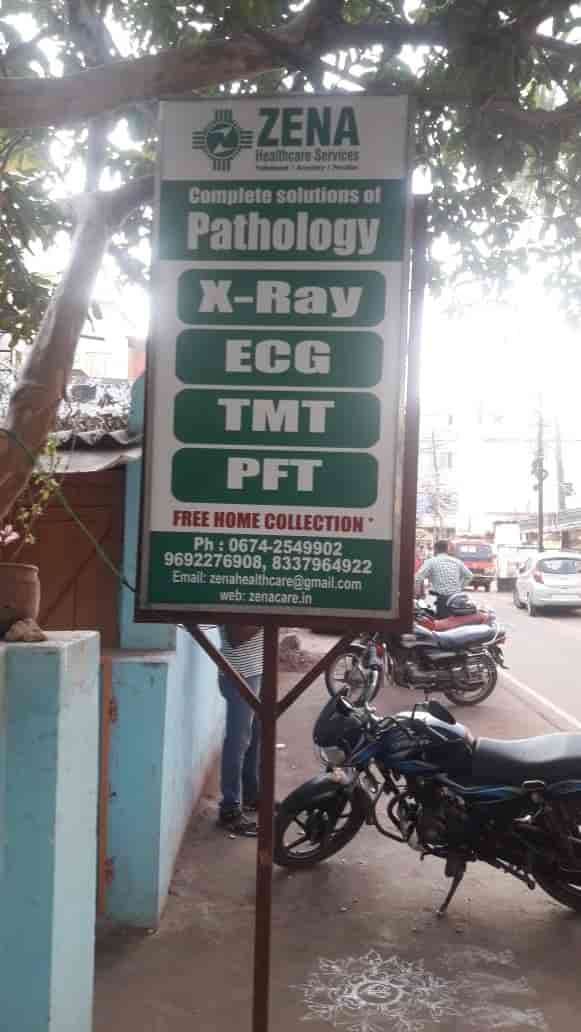 ZENA
Healthcare Services
Complete solutions of
Pathology
X-Ray
ECG
TMT
PFT
FREE HOME COLLECTION *
Ph : 0674-2549902
9692276908, 8337964922
Email: zenahealthcare@gmail.com
web: zenacare.in